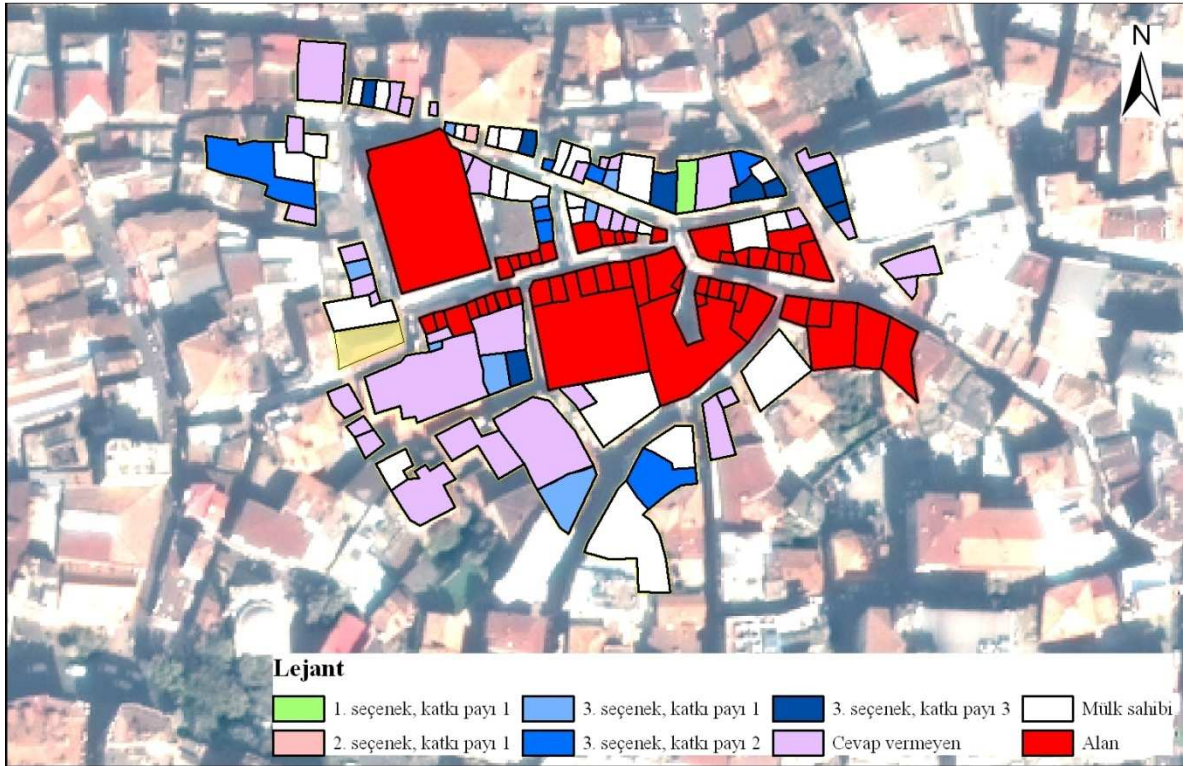 N
Lejant
1. seçenek, katkı payı 1
3. seçenek, katkı payı 1
3. seçenek, katkı payı 3
Mülk sahibi
2. seçenek, katkı payı 1
3. seçenek, katkı payı 2
Cevap vermeyen
Alan